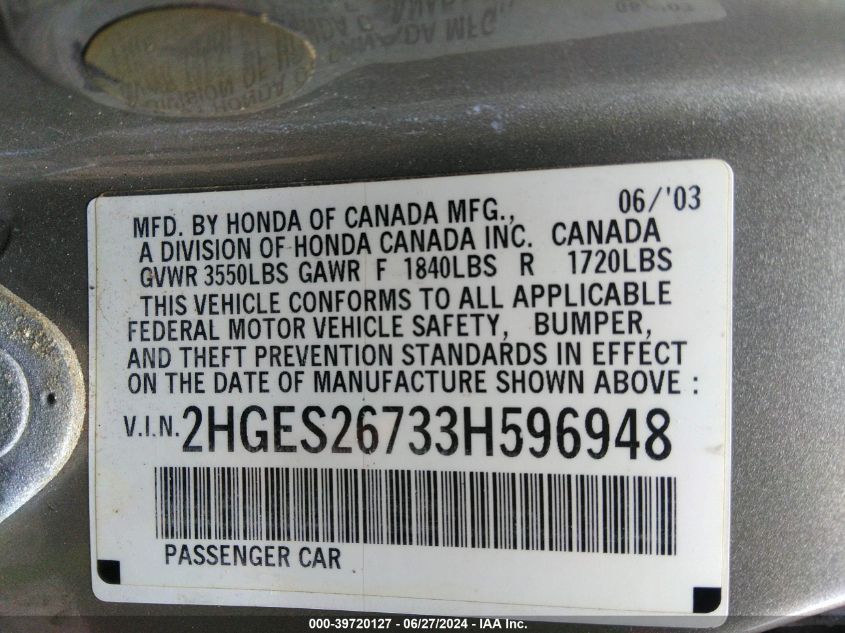 MFD. BY HONDA OF CANADA MFG., 06/'03
A DIVISION OF HONDA CANADA INC. CANADA
GVWR 3550LBS GAWR F 1840LBS R 1720LBS
THIS VEHICLE CONFORMS TO ALL APPLICABLE
FEDERAL MOTOR VEHICLE SAFETY, BUMPER,
AND THEFT PREVENTION STANDARDS IN EFFECT
ON THE DATE OF MANUFACTURE SHOWN ABOVE :
V.I.N. 2HGES26733H596948
PASSENGER CAR
000-39720127 - 06/27/2024 - IAA Inc.